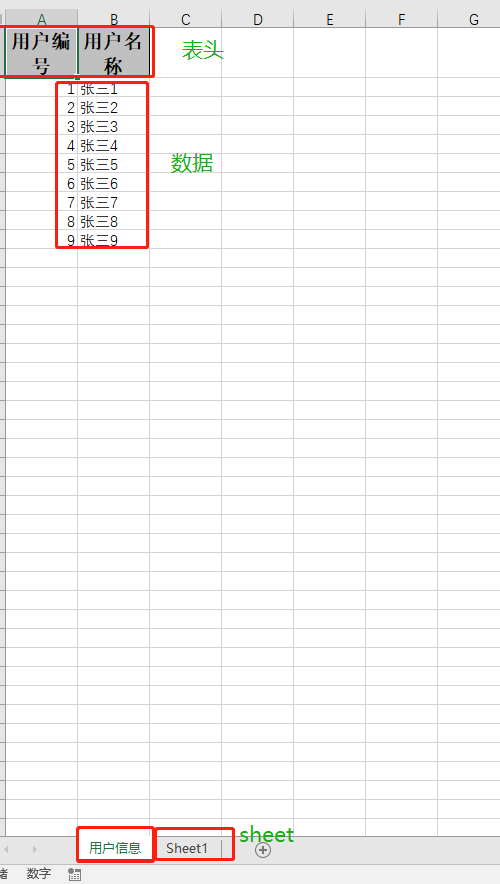 A B C D E F G
用户编号 用户名称 表头
1 张三1
2 张三2
3 张三3
4 张三4
5 张三5 数据
6 张三6
7 张三7
8 张三8
9 张三9
sheet
用户信息 Sheet1
数字